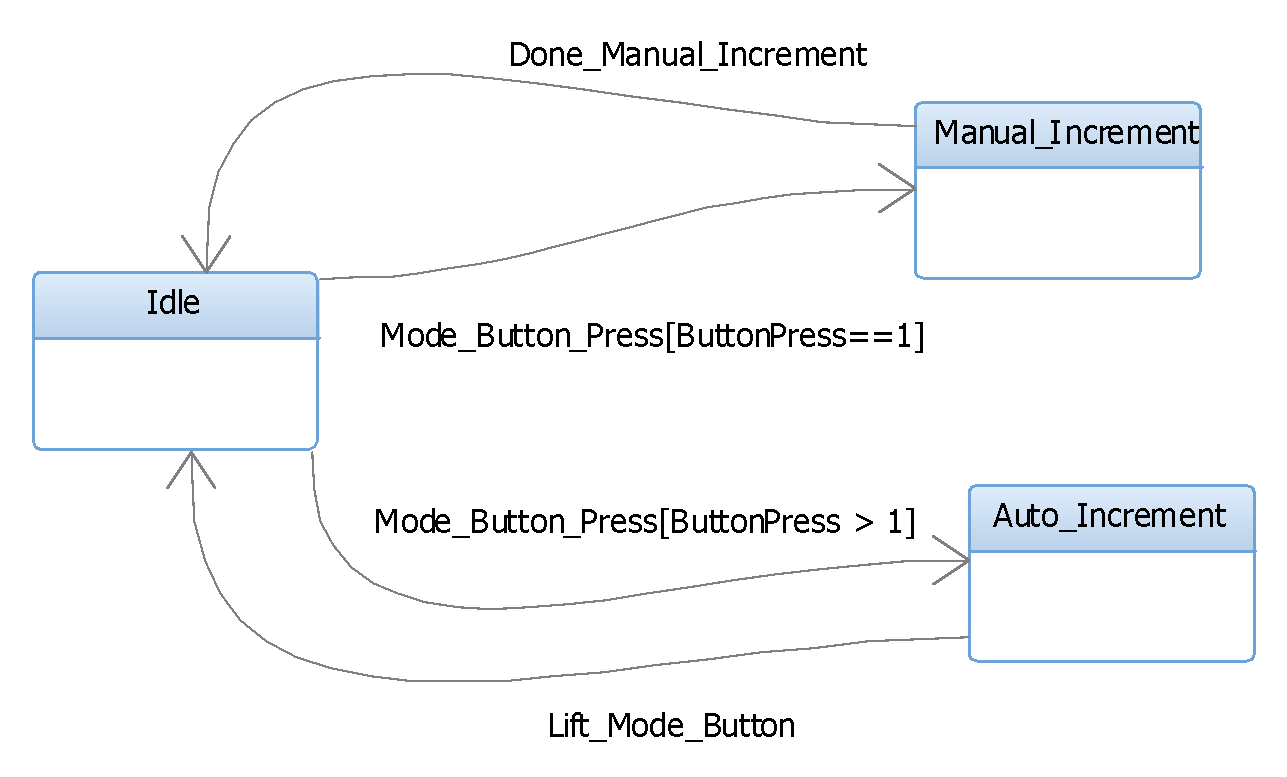 Done_Manual_Increment
Manual_Increment
Idle
Mode_Button_Press[ButtonPress==1]
Mode_Button_Press[ButtonPress > 1]
Auto_Increment
Lift_Mode_Button